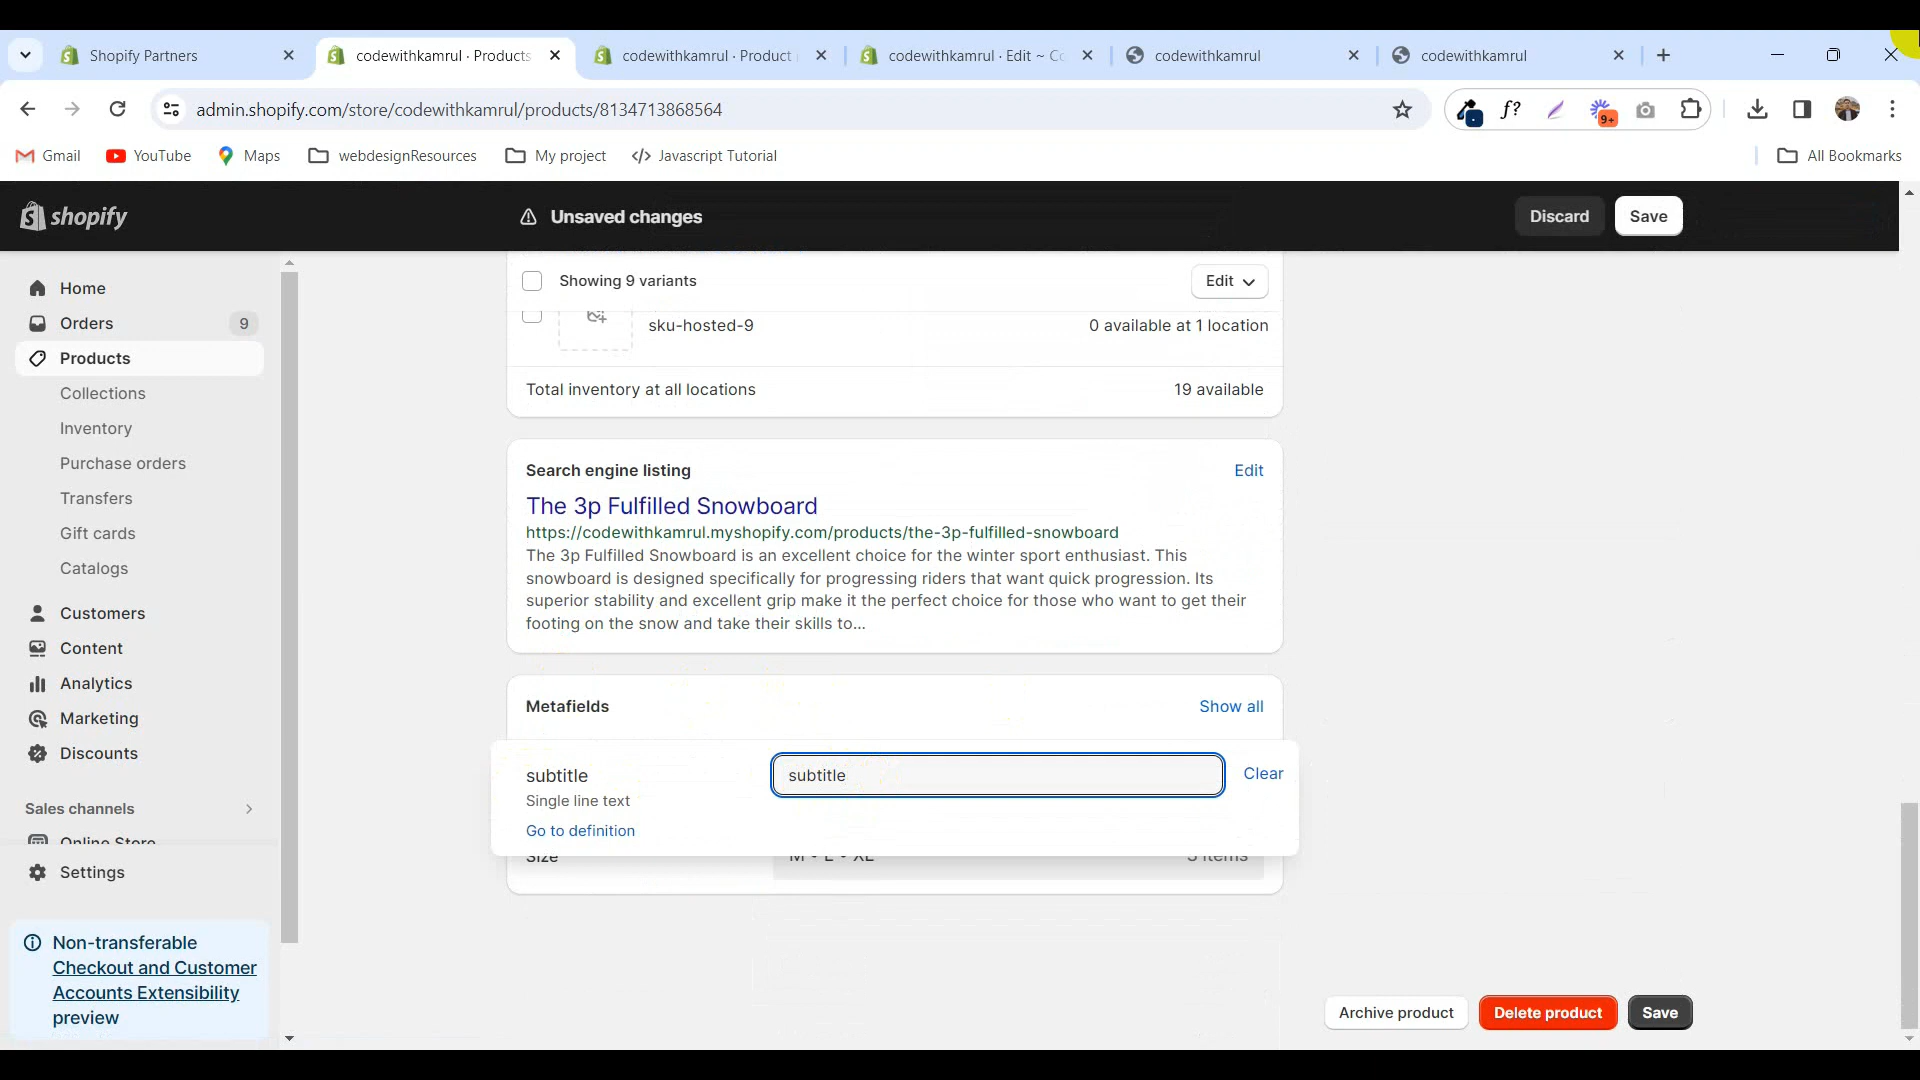 Shopify Partners
codewithkamrul · Products
codewithkamrul · Product
codewithkamrul · Edit ~ Co
codewithkamrul
codewithkamrul
admin.shopify.com/store/codewithkamrul/products/8134713868564
f?
9+
Gmail
YouTube
Maps
webdesignResources
My project
Javascript Tutorial
All Bookmarks
shopify
Unsaved changes
Discard
Save
Home
Orders
9
Products
Collections
Inventory
Purchase orders
Transfers
Gift cards
Catalogs
Customers
Content
Analytics
Marketing
Discounts
Sales channels
Online Store
Settings
Non-transferable
Checkout and Customer
Accounts Extensibility
preview
Showing 9 variants
Edit
sku-hosted-9
0 available at 1 location
Total inventory at all locations
19 available
Search engine listing
Edit
The 3p Fulfilled Snowboard
https://codewithkamrul.myshopify.com/products/the-3p-fulfilled-snowboard
The 3p Fulfilled Snowboard is an excellent choice for the winter sport enthusiast. This
snowboard is designed specifically for progressing riders that want quick progression. Its
superior stability and excellent grip make it the perfect choice for those who want to get their
footing on the snow and take their skills to...
Metafields
Show all
subtitle
subtitle
Clear
Single line text
Go to definition
Size
M • L • XL
3 items
Archive product
Delete product
Save